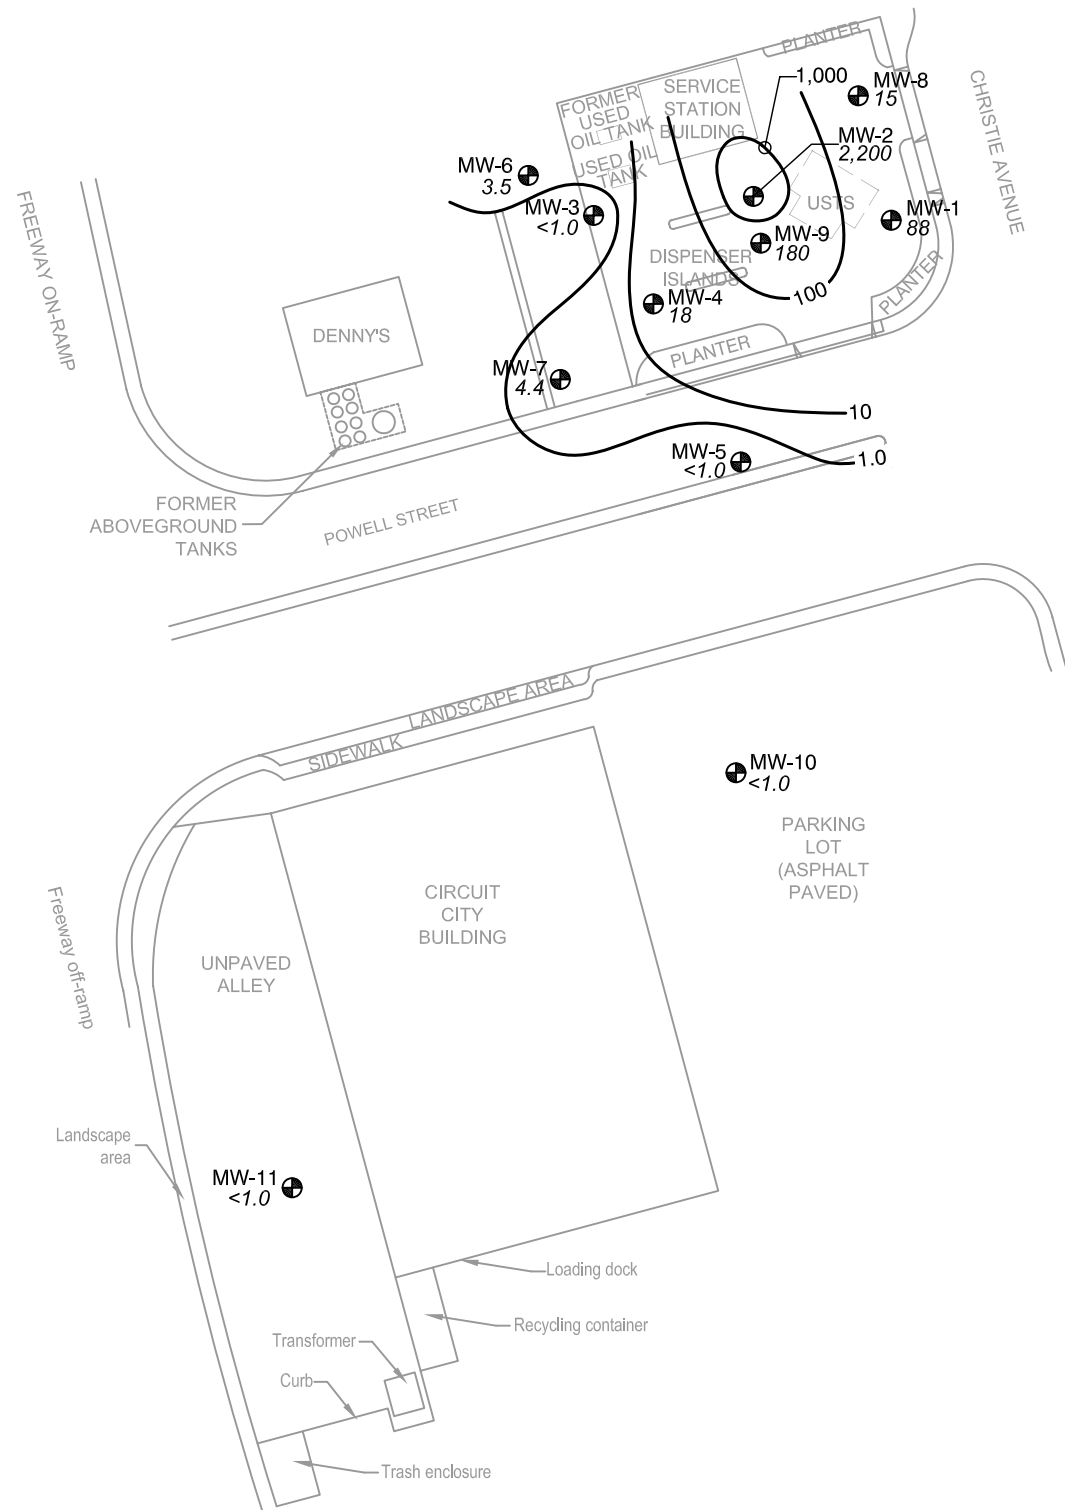 PLANTER
1,000
MW-8
15
SERVICE
STATION
BUILDING
FORMER
USED
OIL TANK
USED OIL
TANK
MW-2
2,200
CHRISTIE AVENUE
MW-6
3.5
MW-3
<1.0
USTS
MW-1
88
FREEWAY ON-RAMP
MW-9
180
DISPENSER
ISLANDS
MW-4
18
100
PLANTER
DENNY'S
PLANTER
MW-7
4.4
10
MW-5
<1.0
1.0
FORMER
ABOVEGROUND
TANKS
POWELL STREET
LANDSCAPE AREA
SIDEWALK
MW-10
<1.0
PARKING
LOT
(ASPHALT
PAVED)
CIRCUIT
CITY
BUILDING
Freeway off-ramp
UNPAVED
ALLEY
Landscape
area
MW-11
<1.0
Loading dock
Recycling container
Transformer
Curb
Trash enclosure